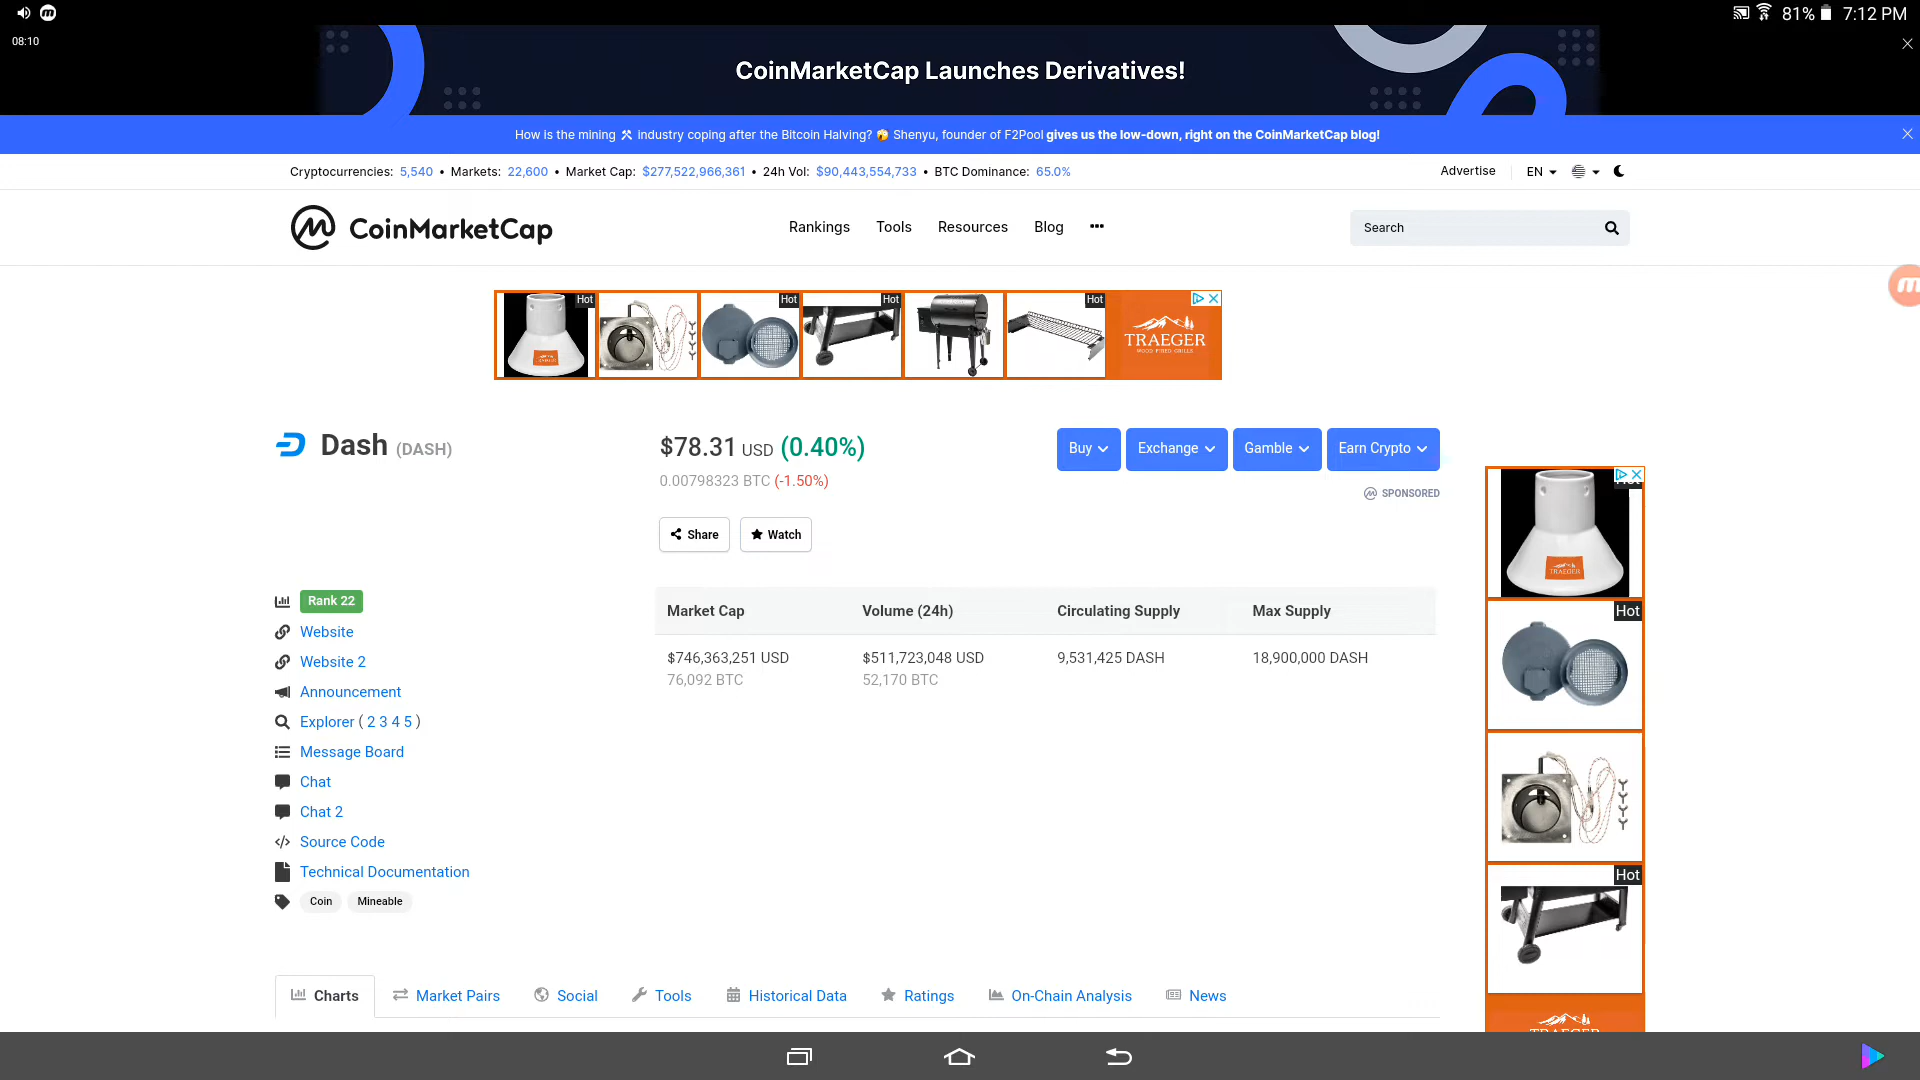 81% 7:12 PM
08:10
CoinMarketCap Launches Derivatives!
How is the mining ⚒ industry coping after the Bitcoin Halving? 😱 Shenyu, founder of F2Pool gives us the low-down, right on the CoinMarketCap blog!
Cryptocurrencies: 5,540 • Markets: 22,600 • Market Cap: $277,522,966,361 • 24h Vol: $90,443,554,733 • BTC Dominance: 65.0%
Advertise EN
CoinMarketCap
Rankings Tools Resources Blog •••
Search
Hot Hot Hot Hot
TRAEGER
WOOD FIRED GRILLS
Dash (DASH)
$78.31 USD (0.40%)
0.00798323 BTC (-1.50%)
Buy Exchange Gamble Earn Crypto
SPONSORED
Share Watch
Rank 22
Website
Website 2
Announcement
Explorer ( 2 3 4 5 )
Message Board
Chat
Chat 2
Source Code
Technical Documentation
Coin Mineable
Market Cap Volume (24h) Circulating Supply Max Supply
$746,363,251 USD $511,723,048 USD 9,531,425 DASH 18,900,000 DASH
76,092 BTC 52,170 BTC
TRAEGER
Hot
Hot
TRAEGER
Charts Market Pairs Social Tools Historical Data Ratings On-Chain Analysis News